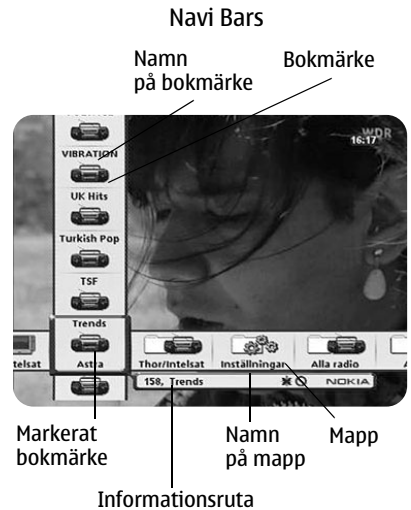 Navi Bars
Namn
på bokmärke
Bokmärke
WDR
16:17
VIBRATION
UK Hits
Turkish Pop
TSF
Trends
telsat
Astra
Thor/Intelsat
Inställningar
Alla radio
A
158, Trends
NOKIA
Markerat
bokmärke
Namn
på mapp
Mapp
Informationsruta